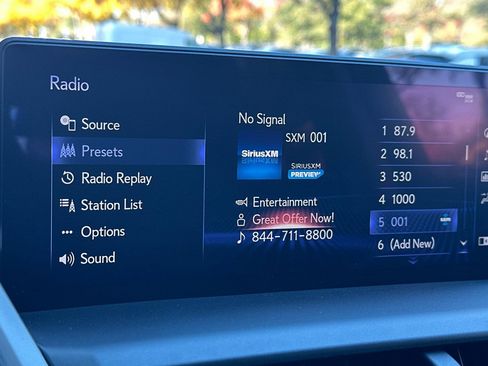 Radio
Source
Presets
Radio Replay
Station List
Options
Sound
No Signal
SXM 001
SiriusXM
SIRIUSXM
PREVIEW
Entertainment
Great Offer Now!
844-711-8800
1 87.9
2 98.1
3 530
4 1000
5 001
6 (Add New)